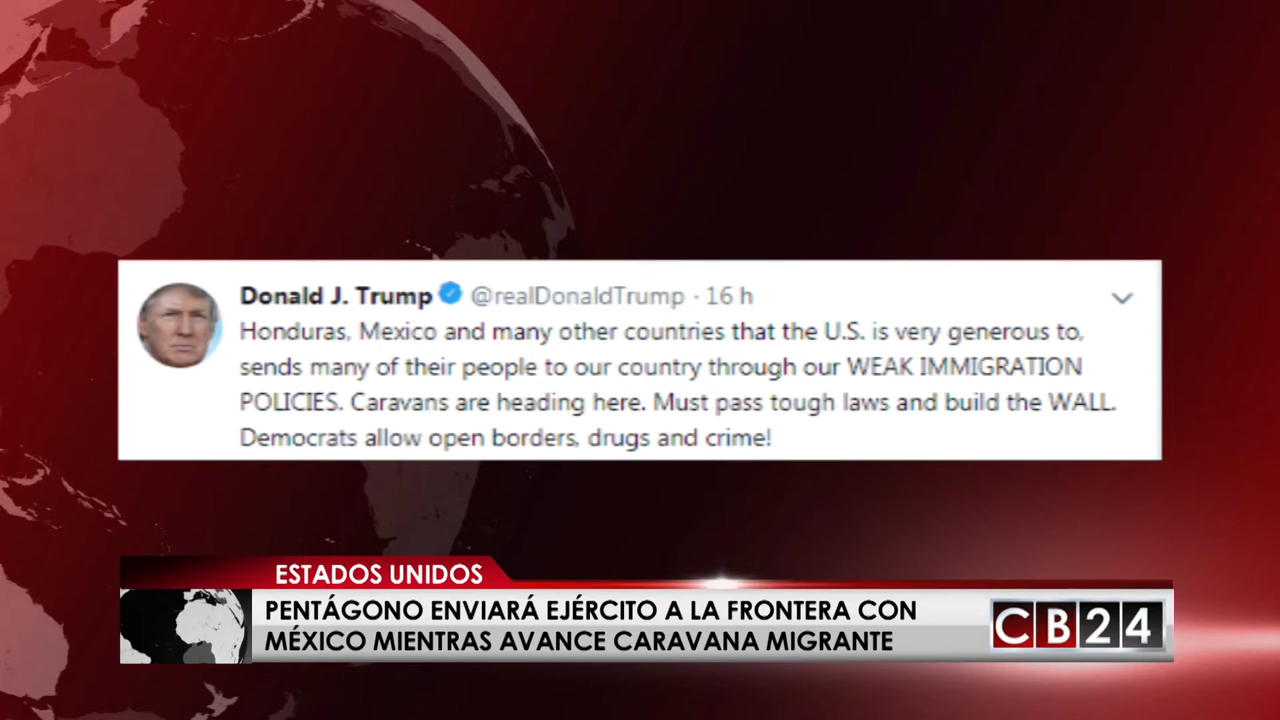 Donald J. Trump @realDonaldTrump · 16 h
Honduras, Mexico and many other countries that the U.S. is very generous to,
sends many of their people to our country through our WEAK IMMIGRATION
POLICIES. Caravans are heading here. Must pass tough laws and build the WALL.
Democrats allow open borders, drugs and crime!
ESTADOS UNIDOS
PENTÁGONO ENVIARÁ EJÉRCITO A LA FRONTERA CON
MÉXICO MIENTRAS AVANCE CARAVANA MIGRANTE
CB24